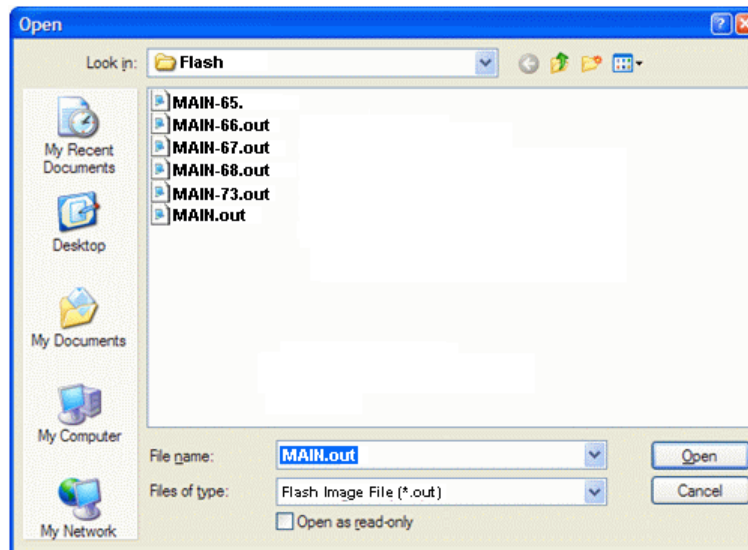 Open
Look in: Flash
MAIN-65.
MAIN-66.out
MAIN-67.out
MAIN-68.out
MAIN-73.out
MAIN.out
My Recent
Documents
Desktop
My Documents
My Computer
My Network
File name: MAIN.out Open
Files of type: Flash Image File (*.out) Cancel
Open as read-only